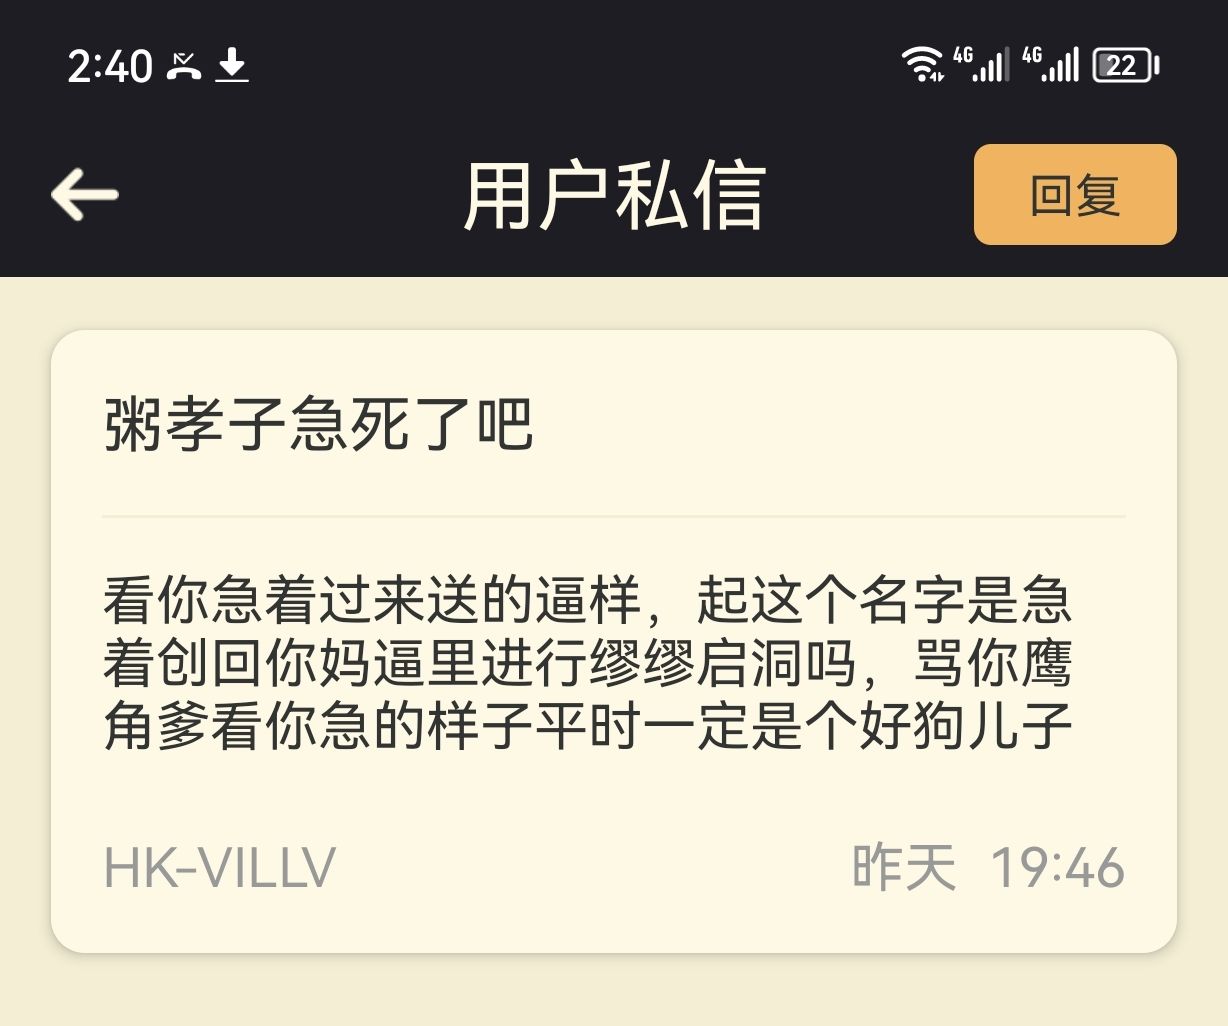 2:40 4G 4G 22
用户私信 回复
粥孝子急死了吧
看你急着过来送的逼样，起这个名字是急
着创回你妈逼里进行缪缪启洞吗，骂你鹰
角爹看你急的样子平时一定是个好狗儿子
HK-VILLV 昨天 19:46